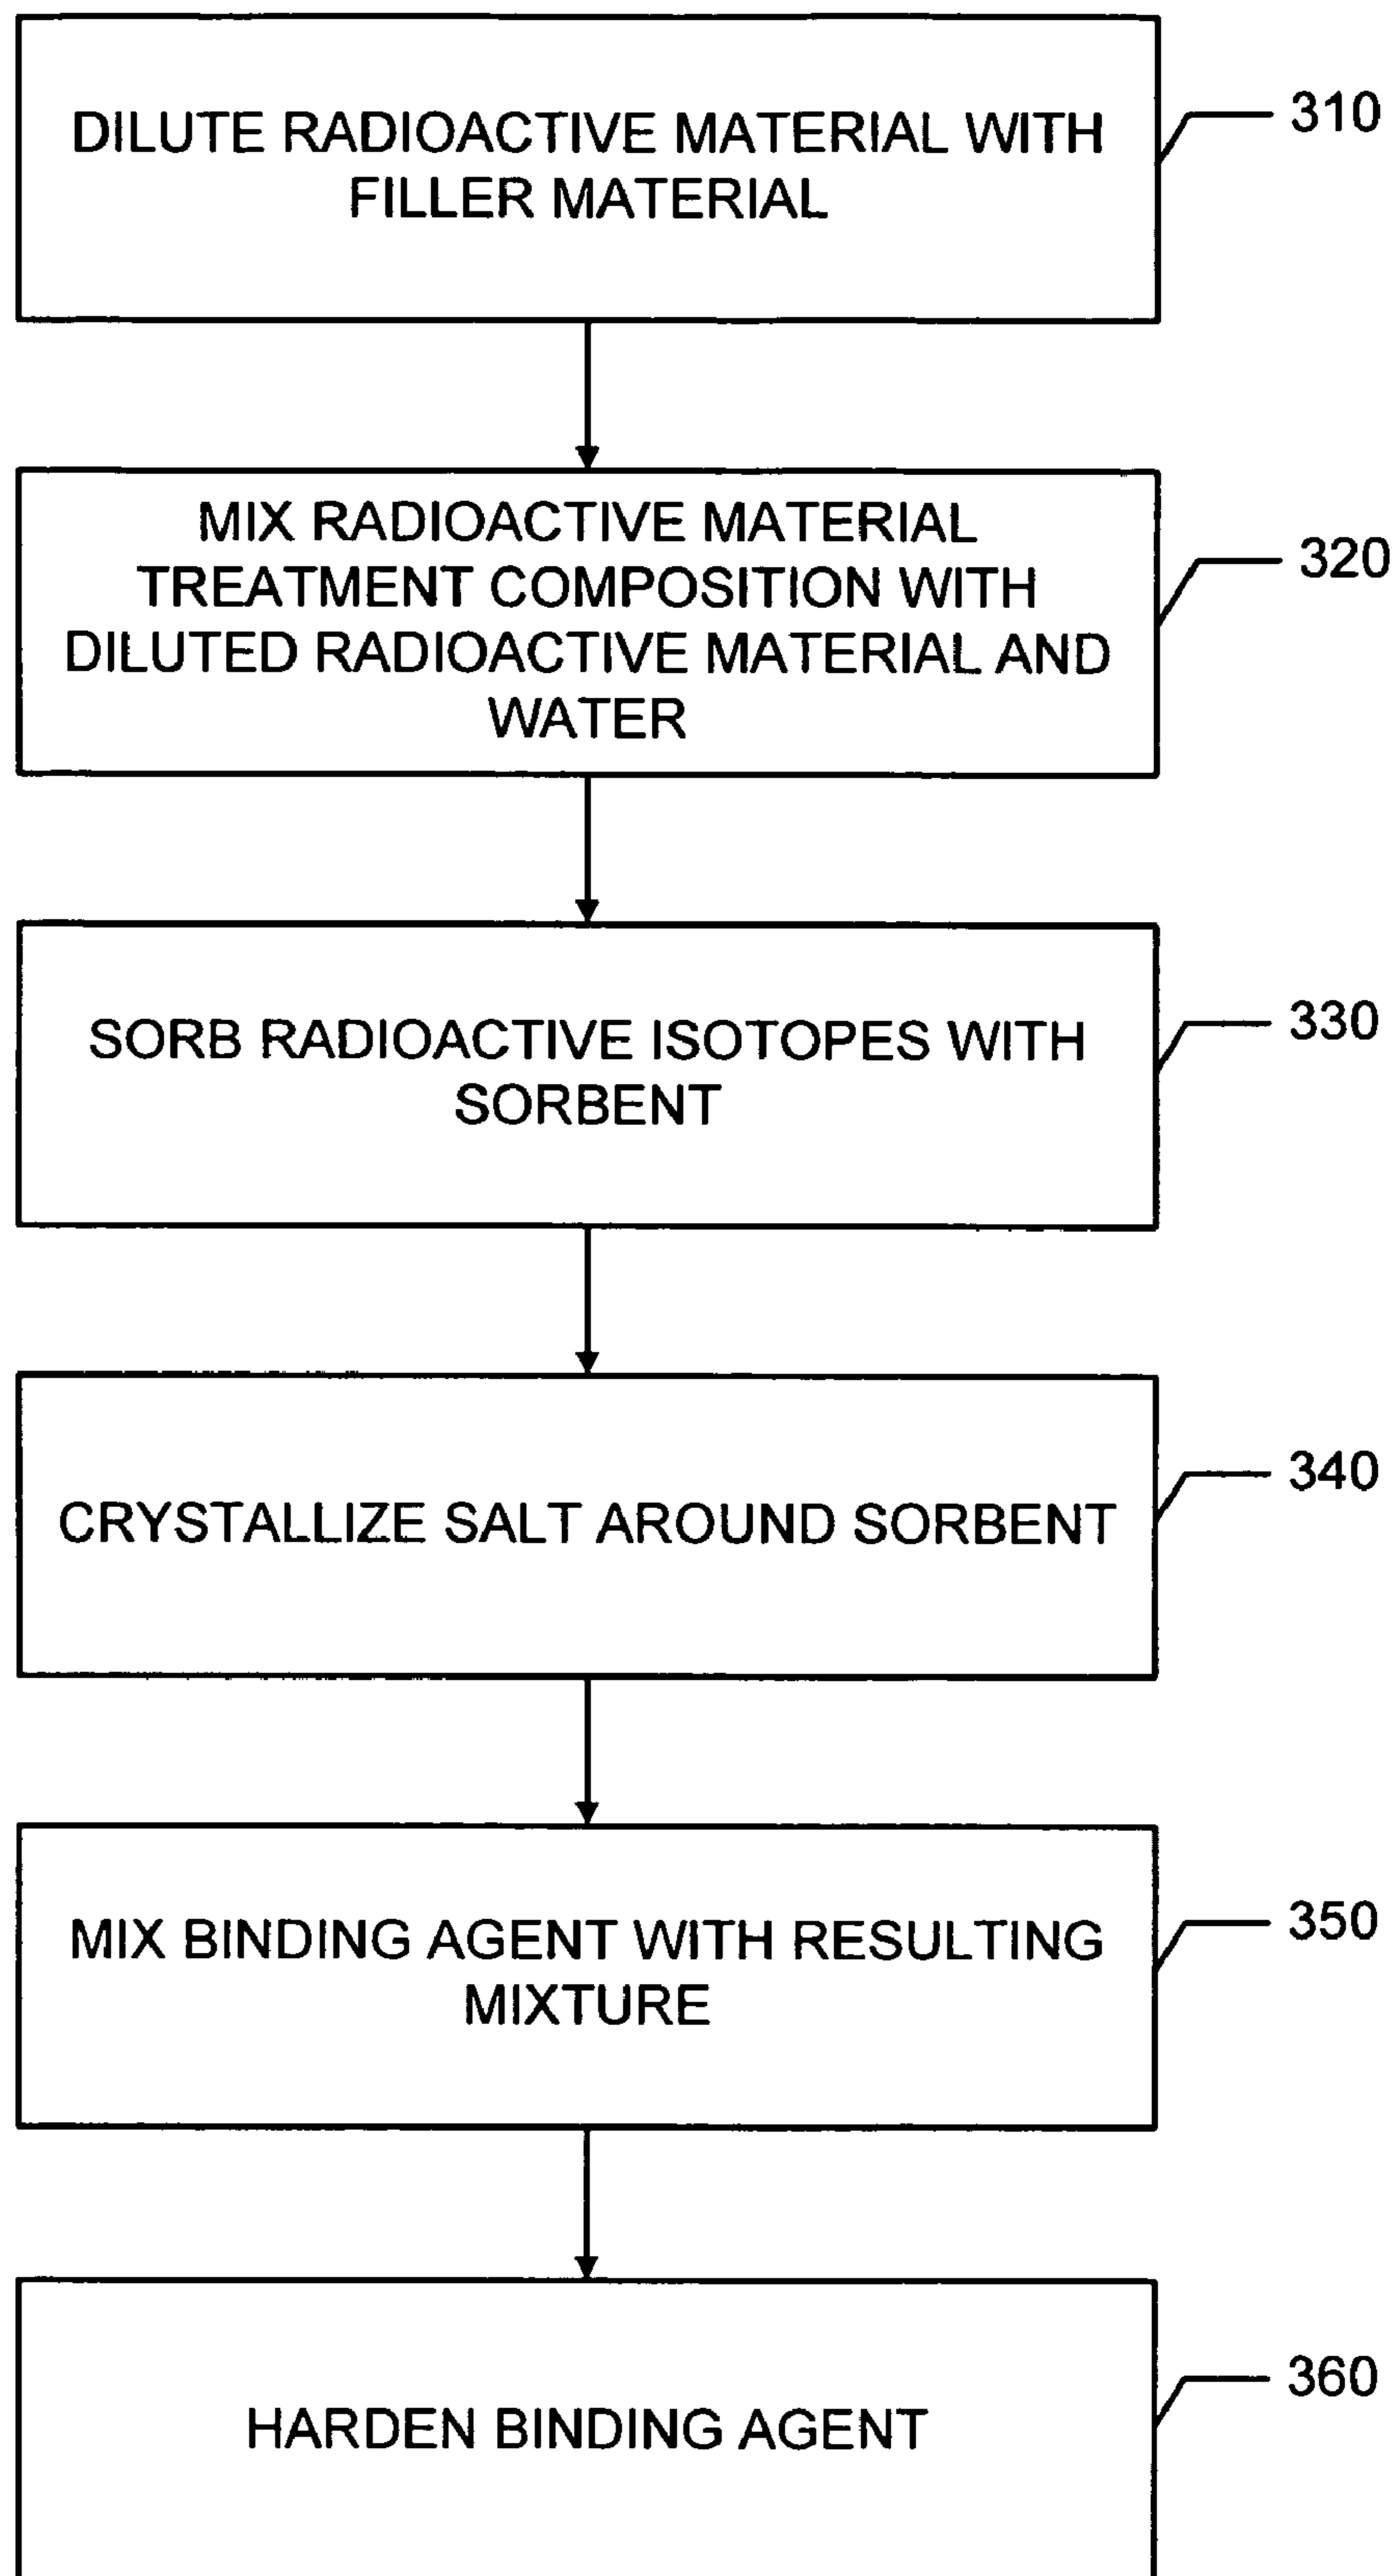 DILUTE RADIOACTIVE MATERIAL WITH
FILLER MATERIAL
310
MIX RADIOACTIVE MATERIAL
TREATMENT COMPOSITION WITH
DILUTED RADIOACTIVE MATERIAL AND
WATER
320
SORB RADIOACTIVE ISOTOPES WITH
SORBENT
330
CRYSTALLIZE SALT AROUND SORBENT
340
MIX BINDING AGENT WITH RESULTING
MIXTURE
350
HARDEN BINDING AGENT
360